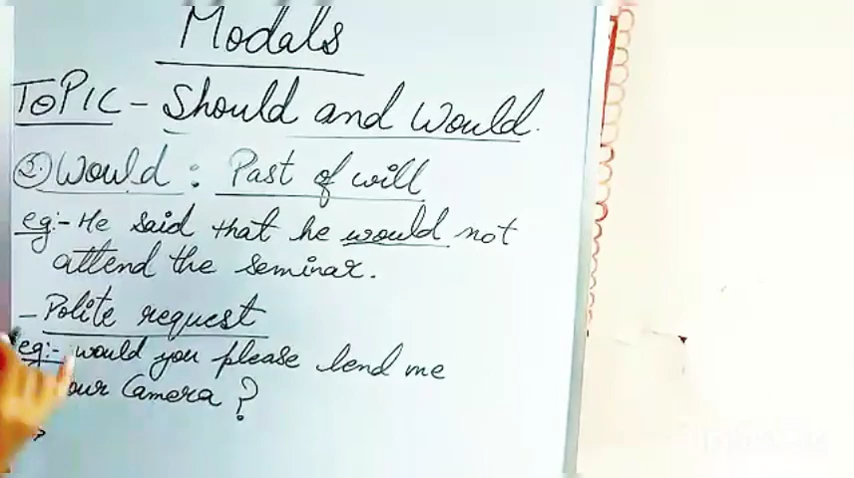 Modals
TOPIC - Should and Would.
Would : Past of will
eg:- He said that he would not
attend the seminar.
- Polite request
eg:- would you please lend me
our Camera ?